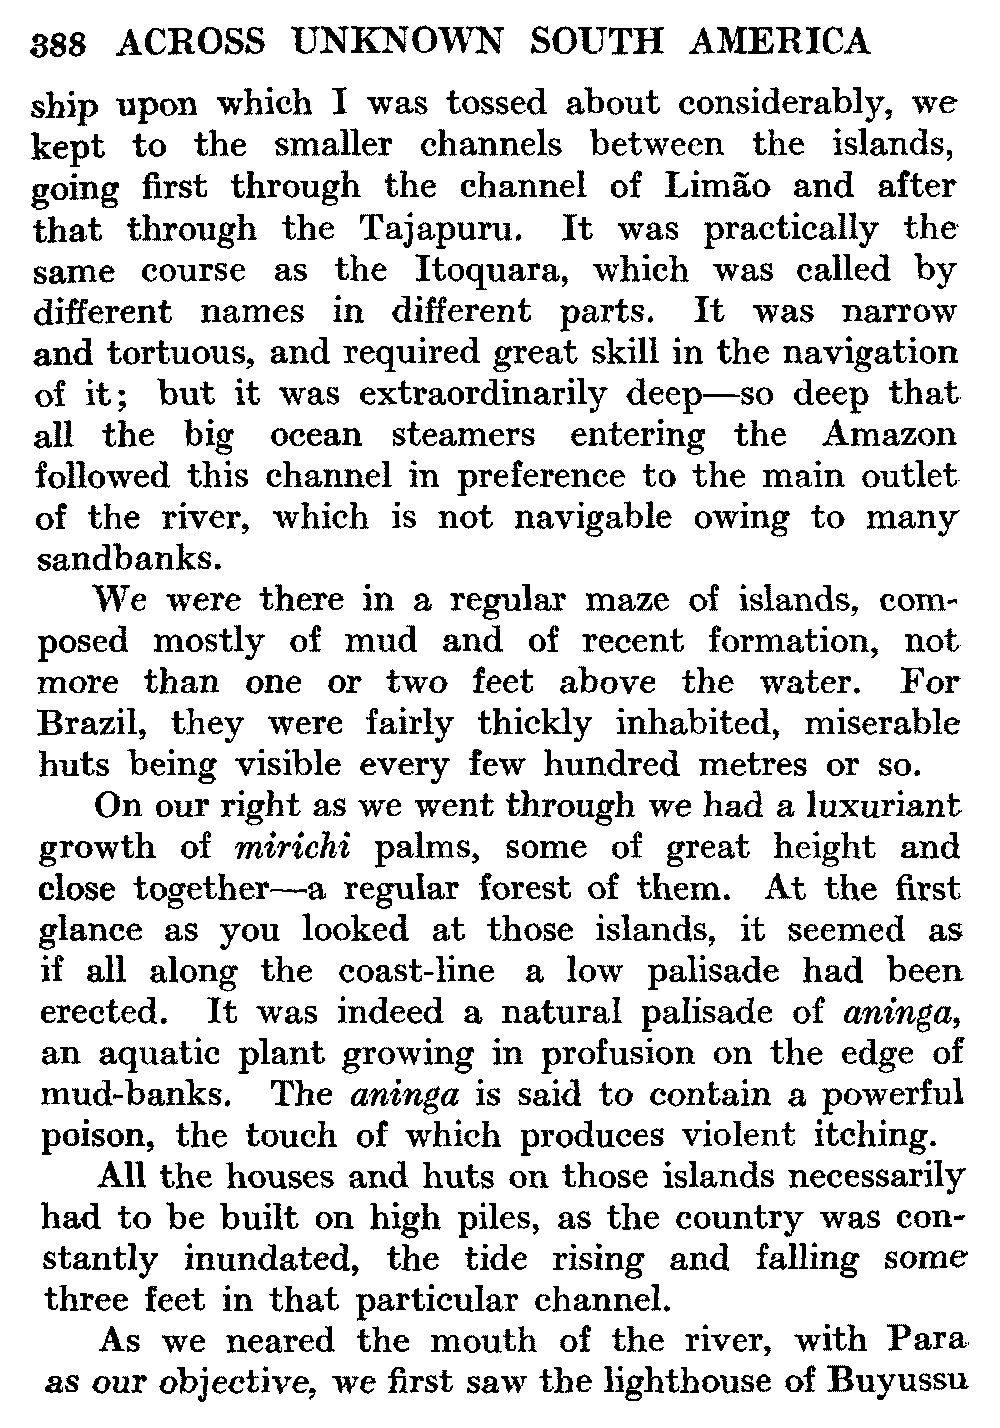 388 ACROSS UNKNOWN SOUTH AMERICA
ship upon which I was tossed about considerably, we
kept to the smaller channels between the islands,
going first through the channel of Limão and after
that through the Tajapuru. It was practically the
same course as the Itoquara, which was called by
different names in different parts. It was narrow
and tortuous, and required great skill in the navigation
of it; but it was extraordinarily deep—so deep that
all the big ocean steamers entering the Amazon
followed this channel in preference to the main outlet
of the river, which is not navigable owing to many
sandbanks.
We were there in a regular maze of islands, com-
posed mostly of mud and of recent formation, not
more than one or two feet above the water. For
Brazil, they were fairly thickly inhabited, miserable
huts being visible every few hundred metres or so.
On our right as we went through we had a luxuriant
growth of mirichi palms, some of great height and
close together—a regular forest of them. At the first
glance as you looked at those islands, it seemed as
if all along the coast-line a low palisade had been
erected. It was indeed a natural palisade of aninga,
an aquatic plant growing in profusion on the edge of
mud-banks. The aninga is said to contain a powerful
poison, the touch of which produces violent itching.
All the houses and huts on those islands necessarily
had to be built on high piles, as the country was con-
stantly inundated, the tide rising and falling some
three feet in that particular channel.
As we neared the mouth of the river, with Para
as our objective, we first saw the lighthouse of Buyussu